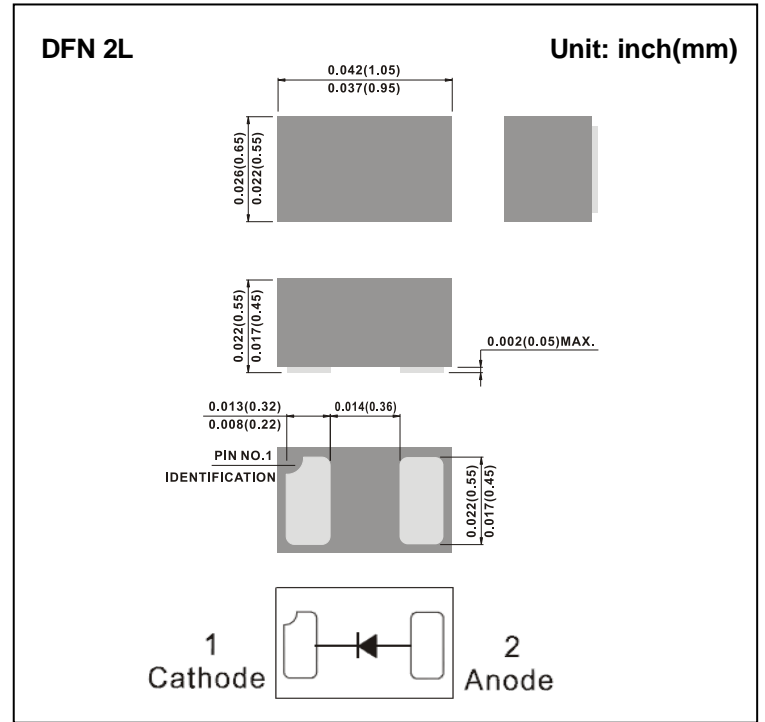 DFN 2L
Unit: inch(mm)
0.042(1.05)
0.037(0.95)
0.026(0.65)
0.022(0.55)
0.022(0.55)
0.017(0.45)
0.002(0.05)MAX.
0.013(0.32)
0.008(0.22)
0.014(0.36)
PIN NO.1
IDENTIFICATION
0.022(0.55)
0.017(0.45)
1
Cathode
2
Anode